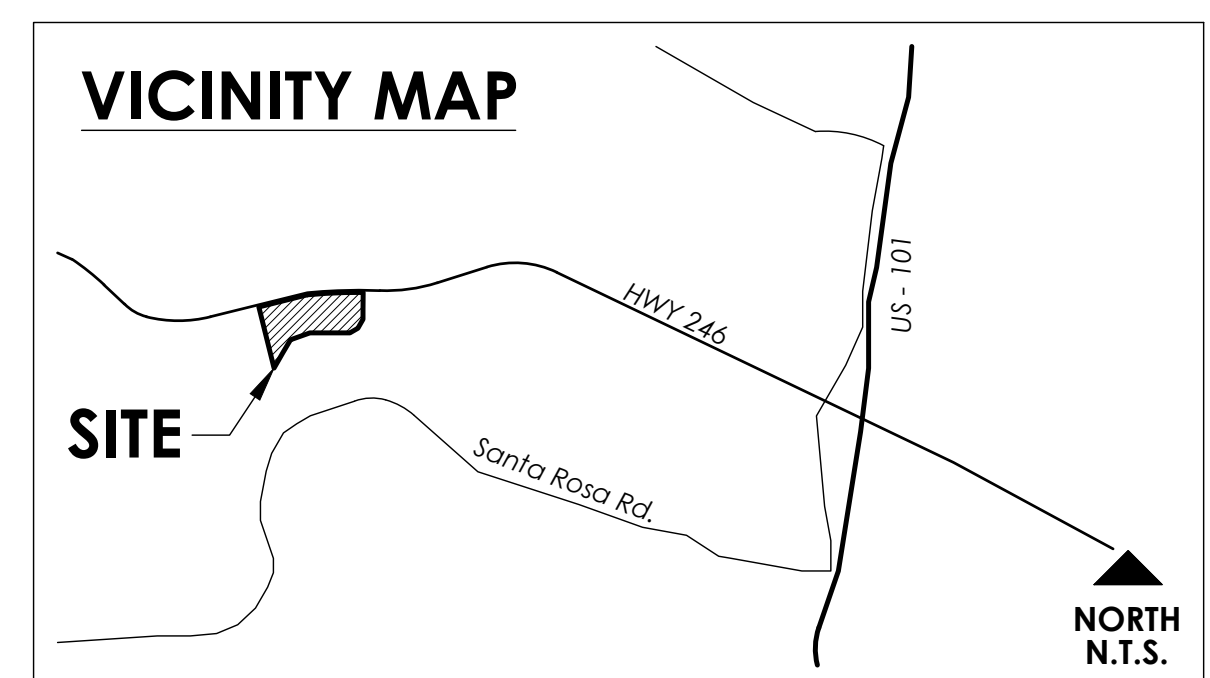 VICINITY MAP
US - 101
HWY 246
SITE
Santa Rosa Rd.
NORTH
N.T.S.